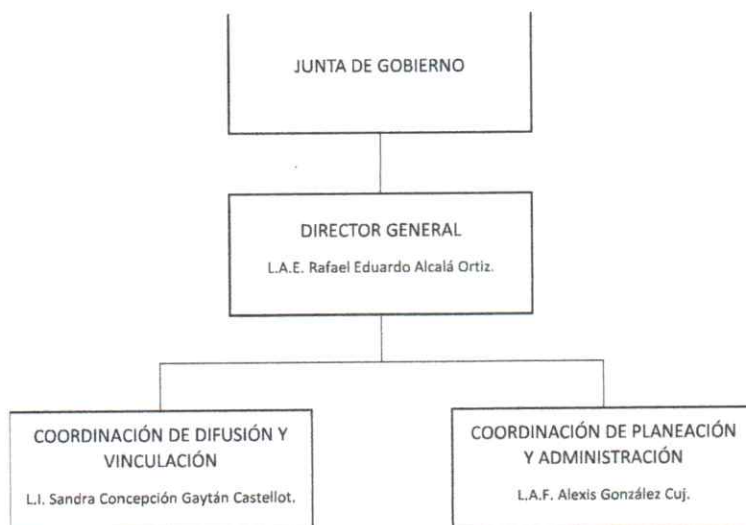 JUNTA DE GOBIERNO
DIRECTOR GENERAL
L.A.E. Rafael Eduardo Alcalá Ortiz.
COORDINACIÓN DE DIFUSIÓN Y
VINCULACIÓN
L.I. Sandra Concepción Gaytán Castellot.
COORDINACIÓN DE PLANEACIÓN
Y ADMINISTRACIÓN
L.A.F. Alexis González Cuj.